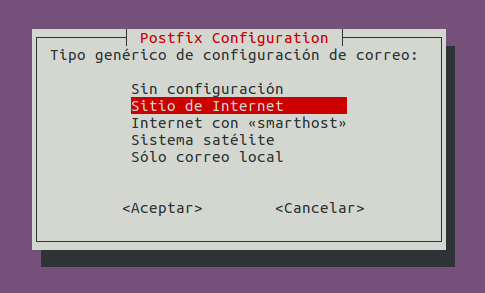 Postfix Configuration
Tipo genérico de configuración de correo:
Sin configuración
Sitio de Internet
Internet con «smarthost»
Sistema satélite
Sólo correo local
<Aceptar> <Cancelar>